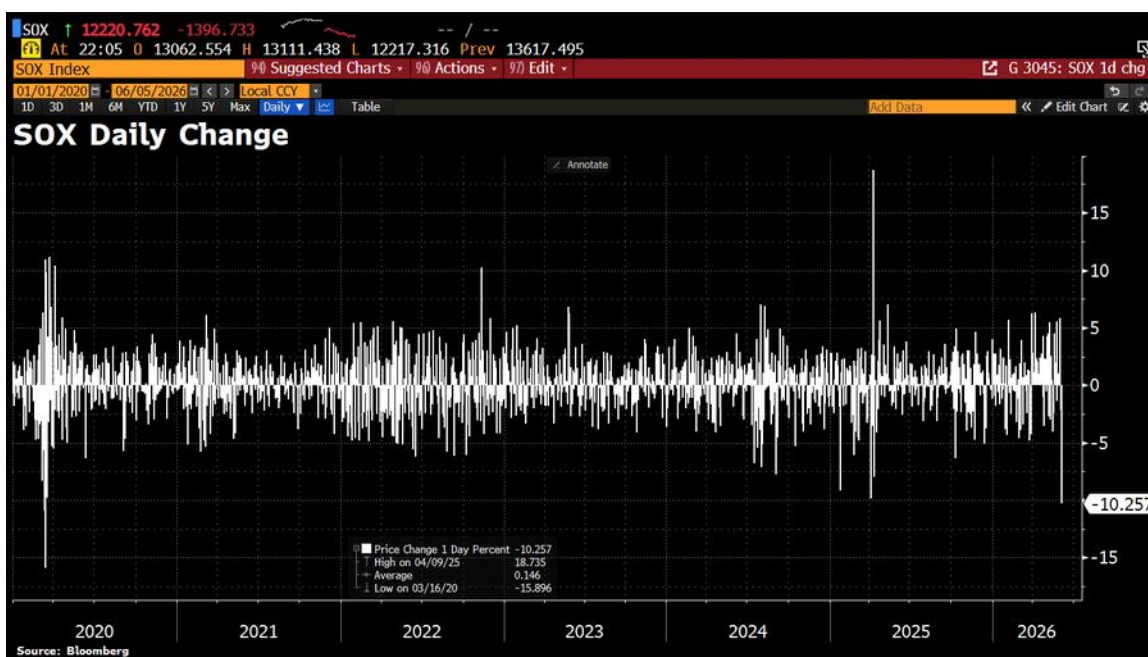 SOX ↑ 12220.762 -1396.733 -- / --
At 22:05 O 13062.554 H 13111.438 L 12217.316 Prev 13617.495
SOX Index 94) Suggested Charts 96) Actions 97) Edit G 3045: SOX 1d chg
01/01/2020 - 06/05/2026 < > Local CCY
1D 3D 1M 6M YTD 1Y 5Y Max Daily ▼ Table Add Data « Edit Chart
SOX Daily Change
Annotate
15
10
5
0
-5
-10.257
-15
Price Change 1 Day Percent -10.257
High on 04/09/25 18.735
Average 0.146
Low on 03/16/20 -15.896
2020 2021 2022 2023 2024 2025 2026
Source: Bloomberg